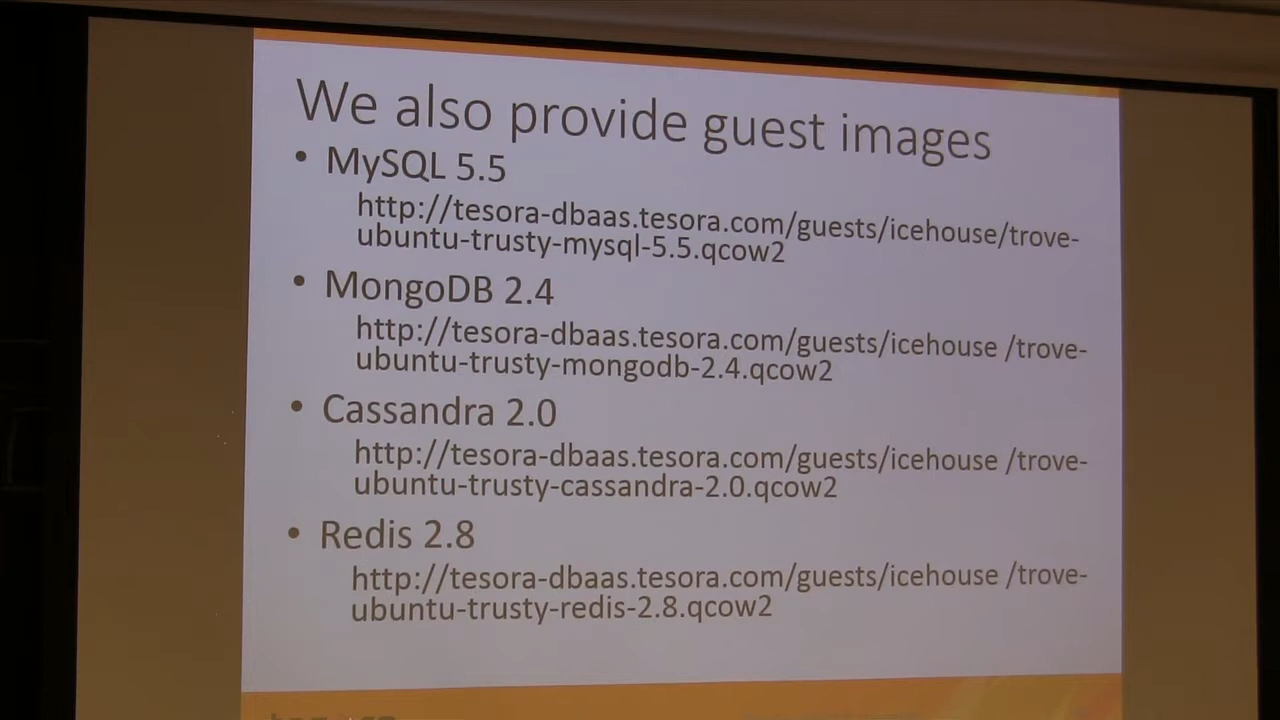 We also provide guest images
• MySQL 5.5
http://tesora-dbaas.tesora.com/guests/icehouse/trove-
ubuntu-trusty-mysql-5.5.qcow2
• MongoDB 2.4
http://tesora-dbaas.tesora.com/guests/icehouse /trove-
ubuntu-trusty-mongodb-2.4.qcow2
• Cassandra 2.0
http://tesora-dbaas.tesora.com/guests/icehouse /trove-
ubuntu-trusty-cassandra-2.0.qcow2
• Redis 2.8
http://tesora-dbaas.tesora.com/guests/icehouse /trove-
ubuntu-trusty-redis-2.8.qcow2